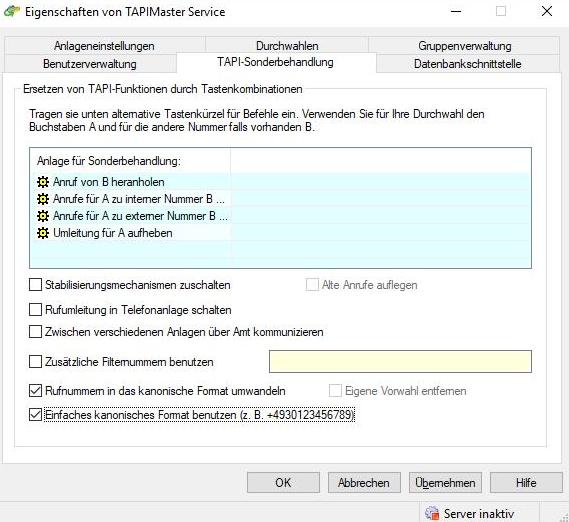 Eigenschaften von TAPIMaster Service
Anlageneinstellungen Durchwahlen Gruppenverwaltung
Benutzerverwaltung TAPI-Sonderbehandlung Datenbankschnittstelle
Ersetzen von TAPI-Funktionen durch Tastenkombinationen
Tragen sie unten alternative Tastenkürzel für Befehle ein. Verwenden Sie für Ihre Durchwahl den
Buchstaben A und für die andere Nummer falls vorhanden B.
Anlage für Sonderbehandlung:
Anruf von B heranholen
Anrufe für A zu interner Nummer B ...
Anrufe für A zu externer Nummer B ...
Umleitung für A aufheben
Stabilisierungsmechanismen zuschalten Alte Anrufe auflegen
Rufumleitung in Telefonanlage schalten
Zwischen verschiedenen Anlagen über Amt kommunizieren
Zusätzliche Filternummern benutzen
Rufnummern in das kanonische Format umwandeln Eigene Vorwahl entfernen
Einfaches kanonisches Format benutzen (z. B. +4930123456789)
OK Abbrechen Übernehmen Hilfe
Server inaktiv